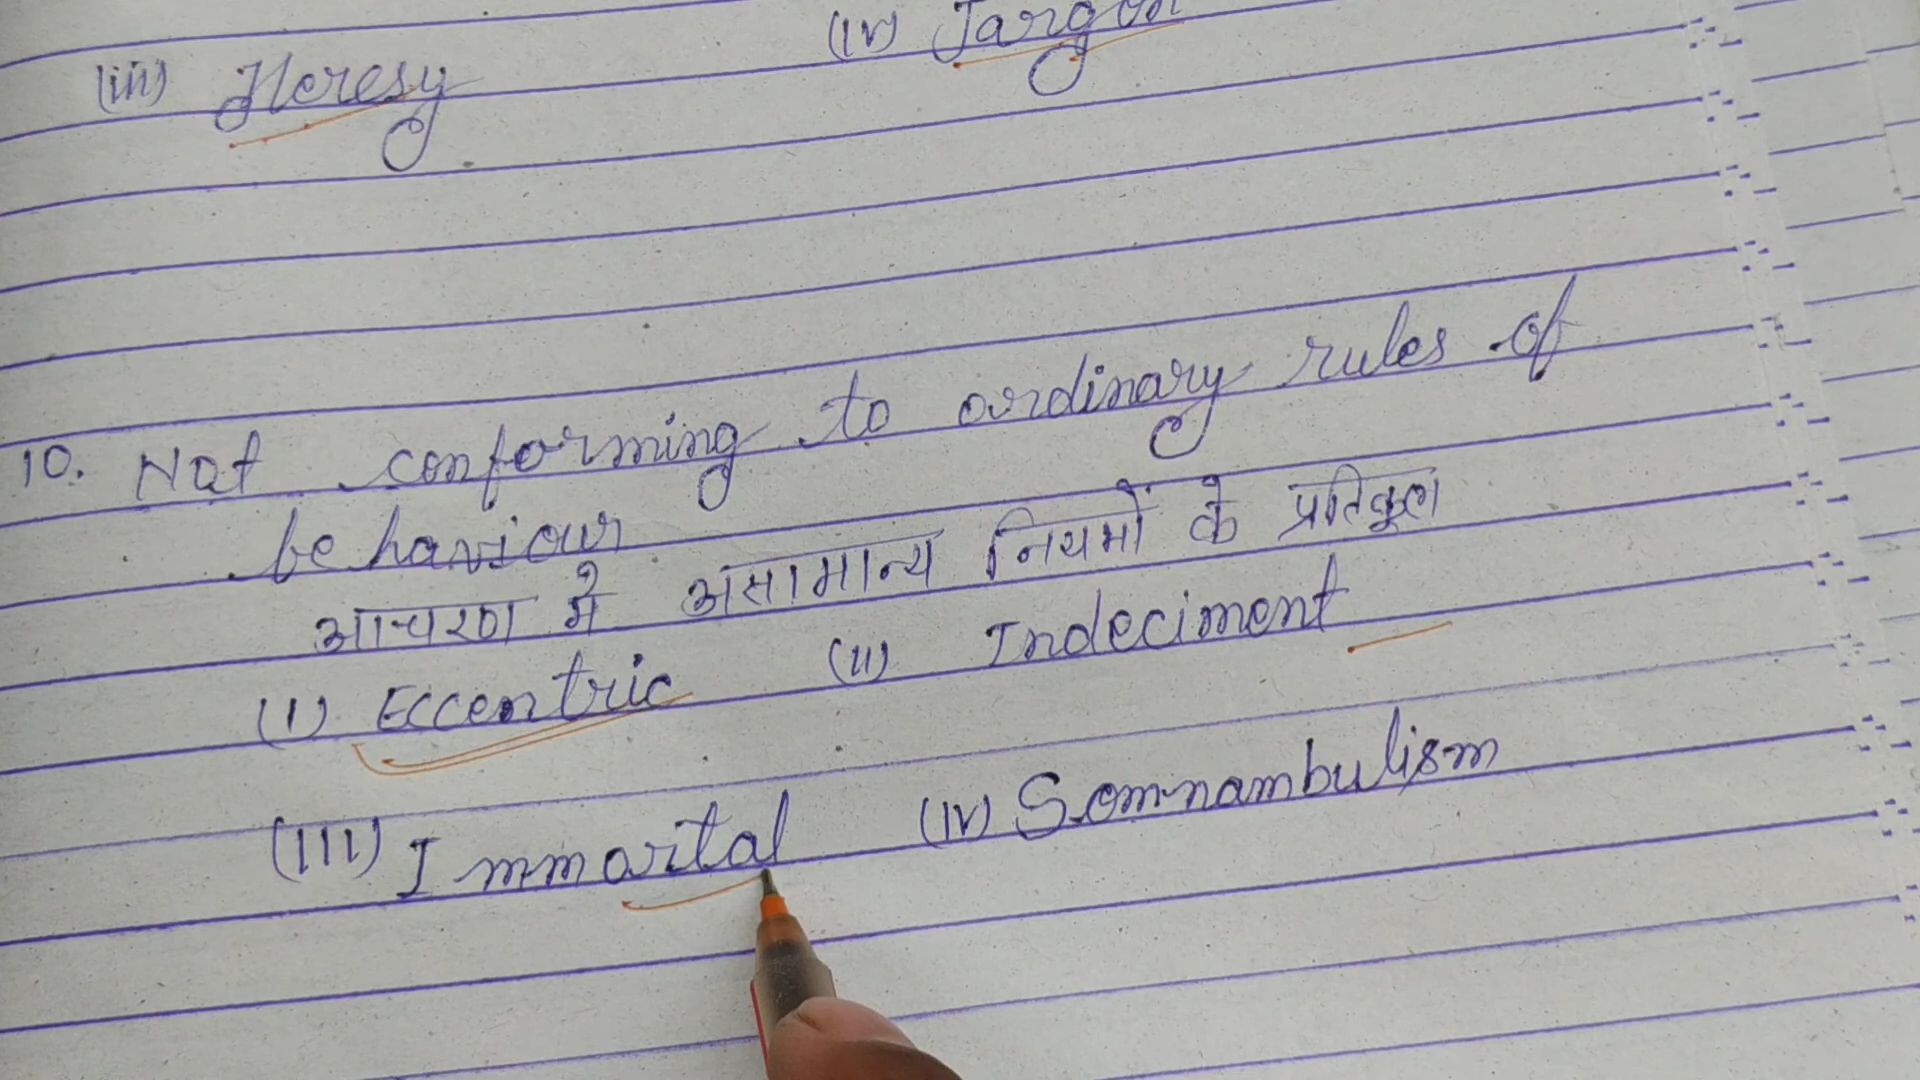 (iii) Heresy (iv) Jargon
10. Not conforming to ordinary rules of
behaviour
आचरण में असामान्य नियमों के प्रतिकूल
(I) Eccentric (II) Indeciment
(III) Immortal (IV) Somnambulism